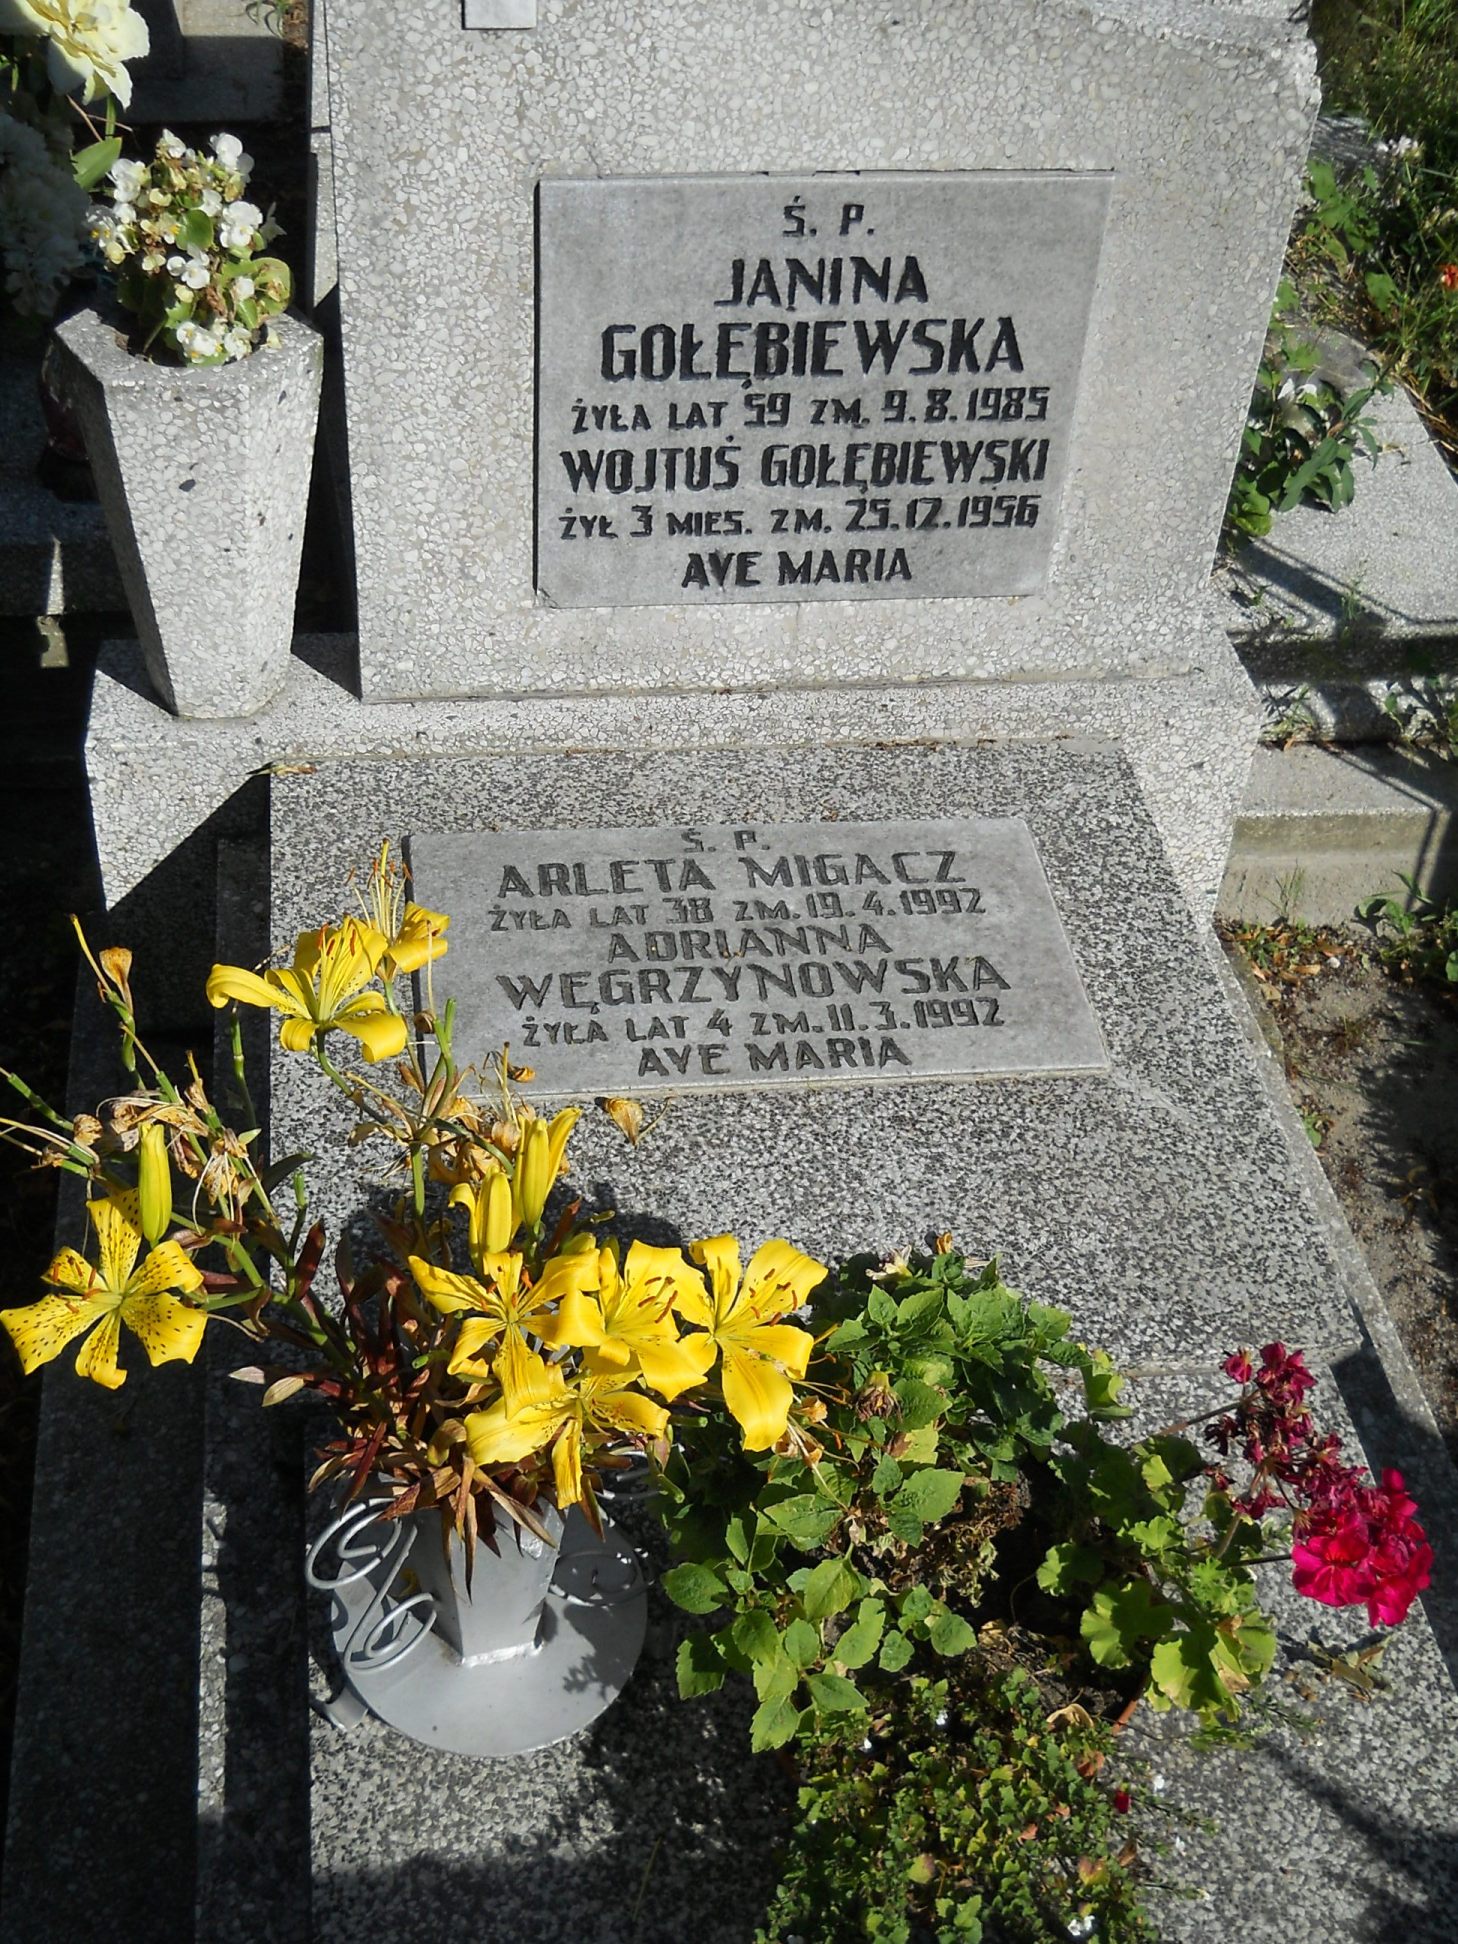 Ś. P.
JANINA
GOŁĘBIEWSKA
ŻYŁA LAT 59 ZM. 9.8.1985
WOJTUŚ GOŁĘBIEWSKI
ŻYŁ 3 MIES. ZM. 25.12.1956
AVE MARIA
Ś. P.
ARLETA MIGACZ
ŻYŁA LAT 38 ZM.19.4.1992
ADRIANNA
WĘGRZYNOWSKA
ŻYŁA LAT 4 ZM.11.3.1992
AVE MARIA